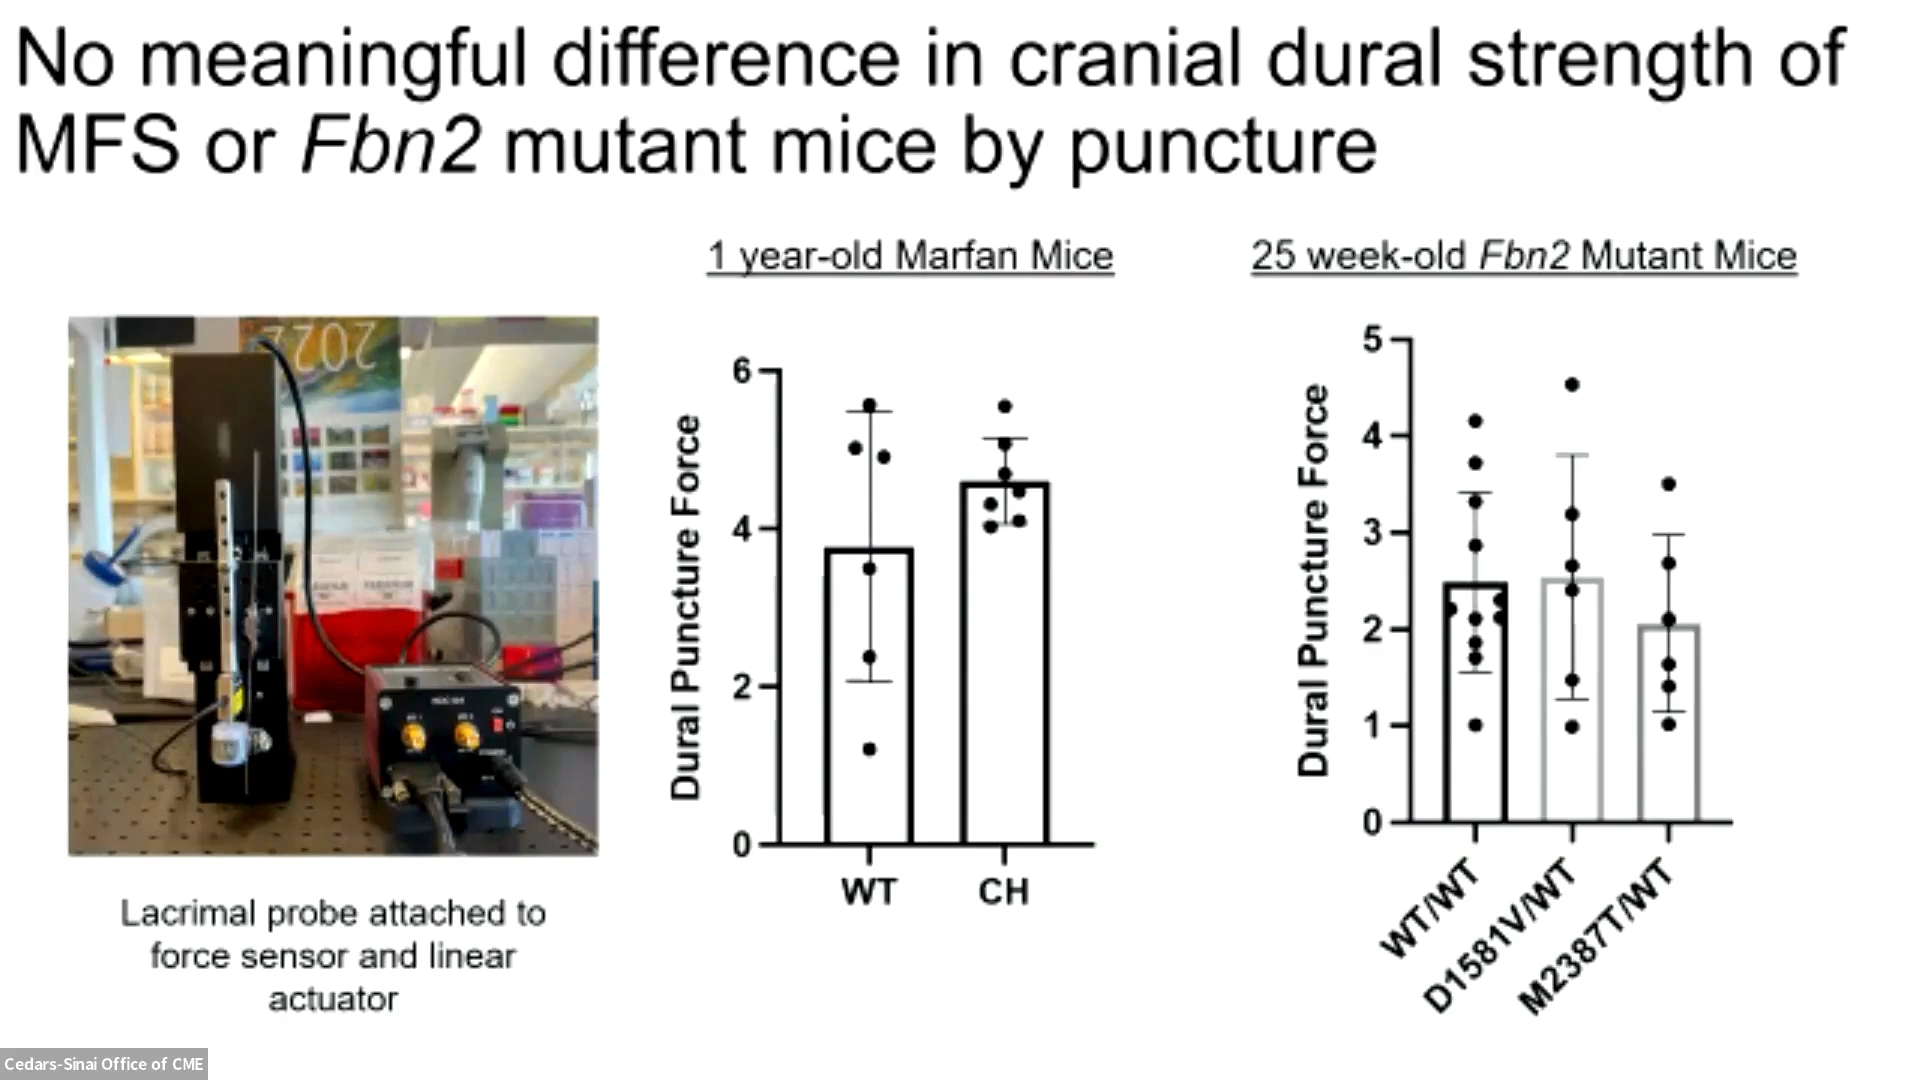 No meaningful difference in cranial dural strength of
MFS or Fbn2 mutant mice by puncture
1 year-old Marfan Mice
25 week-old Fbn2 Mutant Mice
2022
Lacrimal probe attached to
force sensor and linear
actuator
Dural Puncture Force
6
4
2
0
WT
CH
Dural Puncture Force
5
4
3
2
1
0
WT/WT
D1581V/WT
M2387T/WT
Cedars-Sinai Office of CME